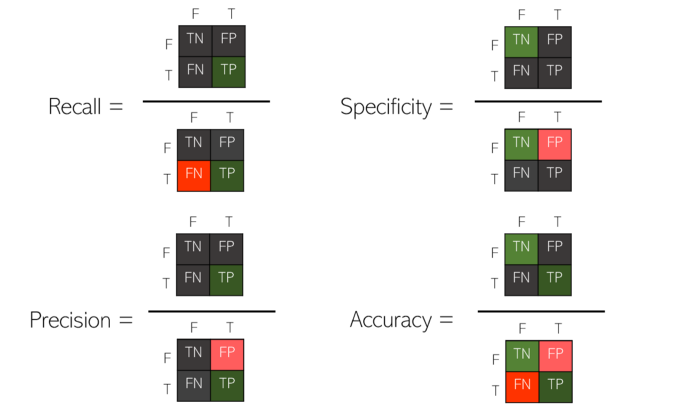 F T
F TN FP
T FN TP
Recall =
F T
F TN FP
T FN TP
F T
F TN FP
T FN TP
Specificity =
F T
F TN FP
T FN TP
F T
F TN FP
T FN TP
Precision =
F T
F TN FP
T FN TP
F T
F TN FP
T FN TP
Accuracy =
F T
F TN FP
T FN TP